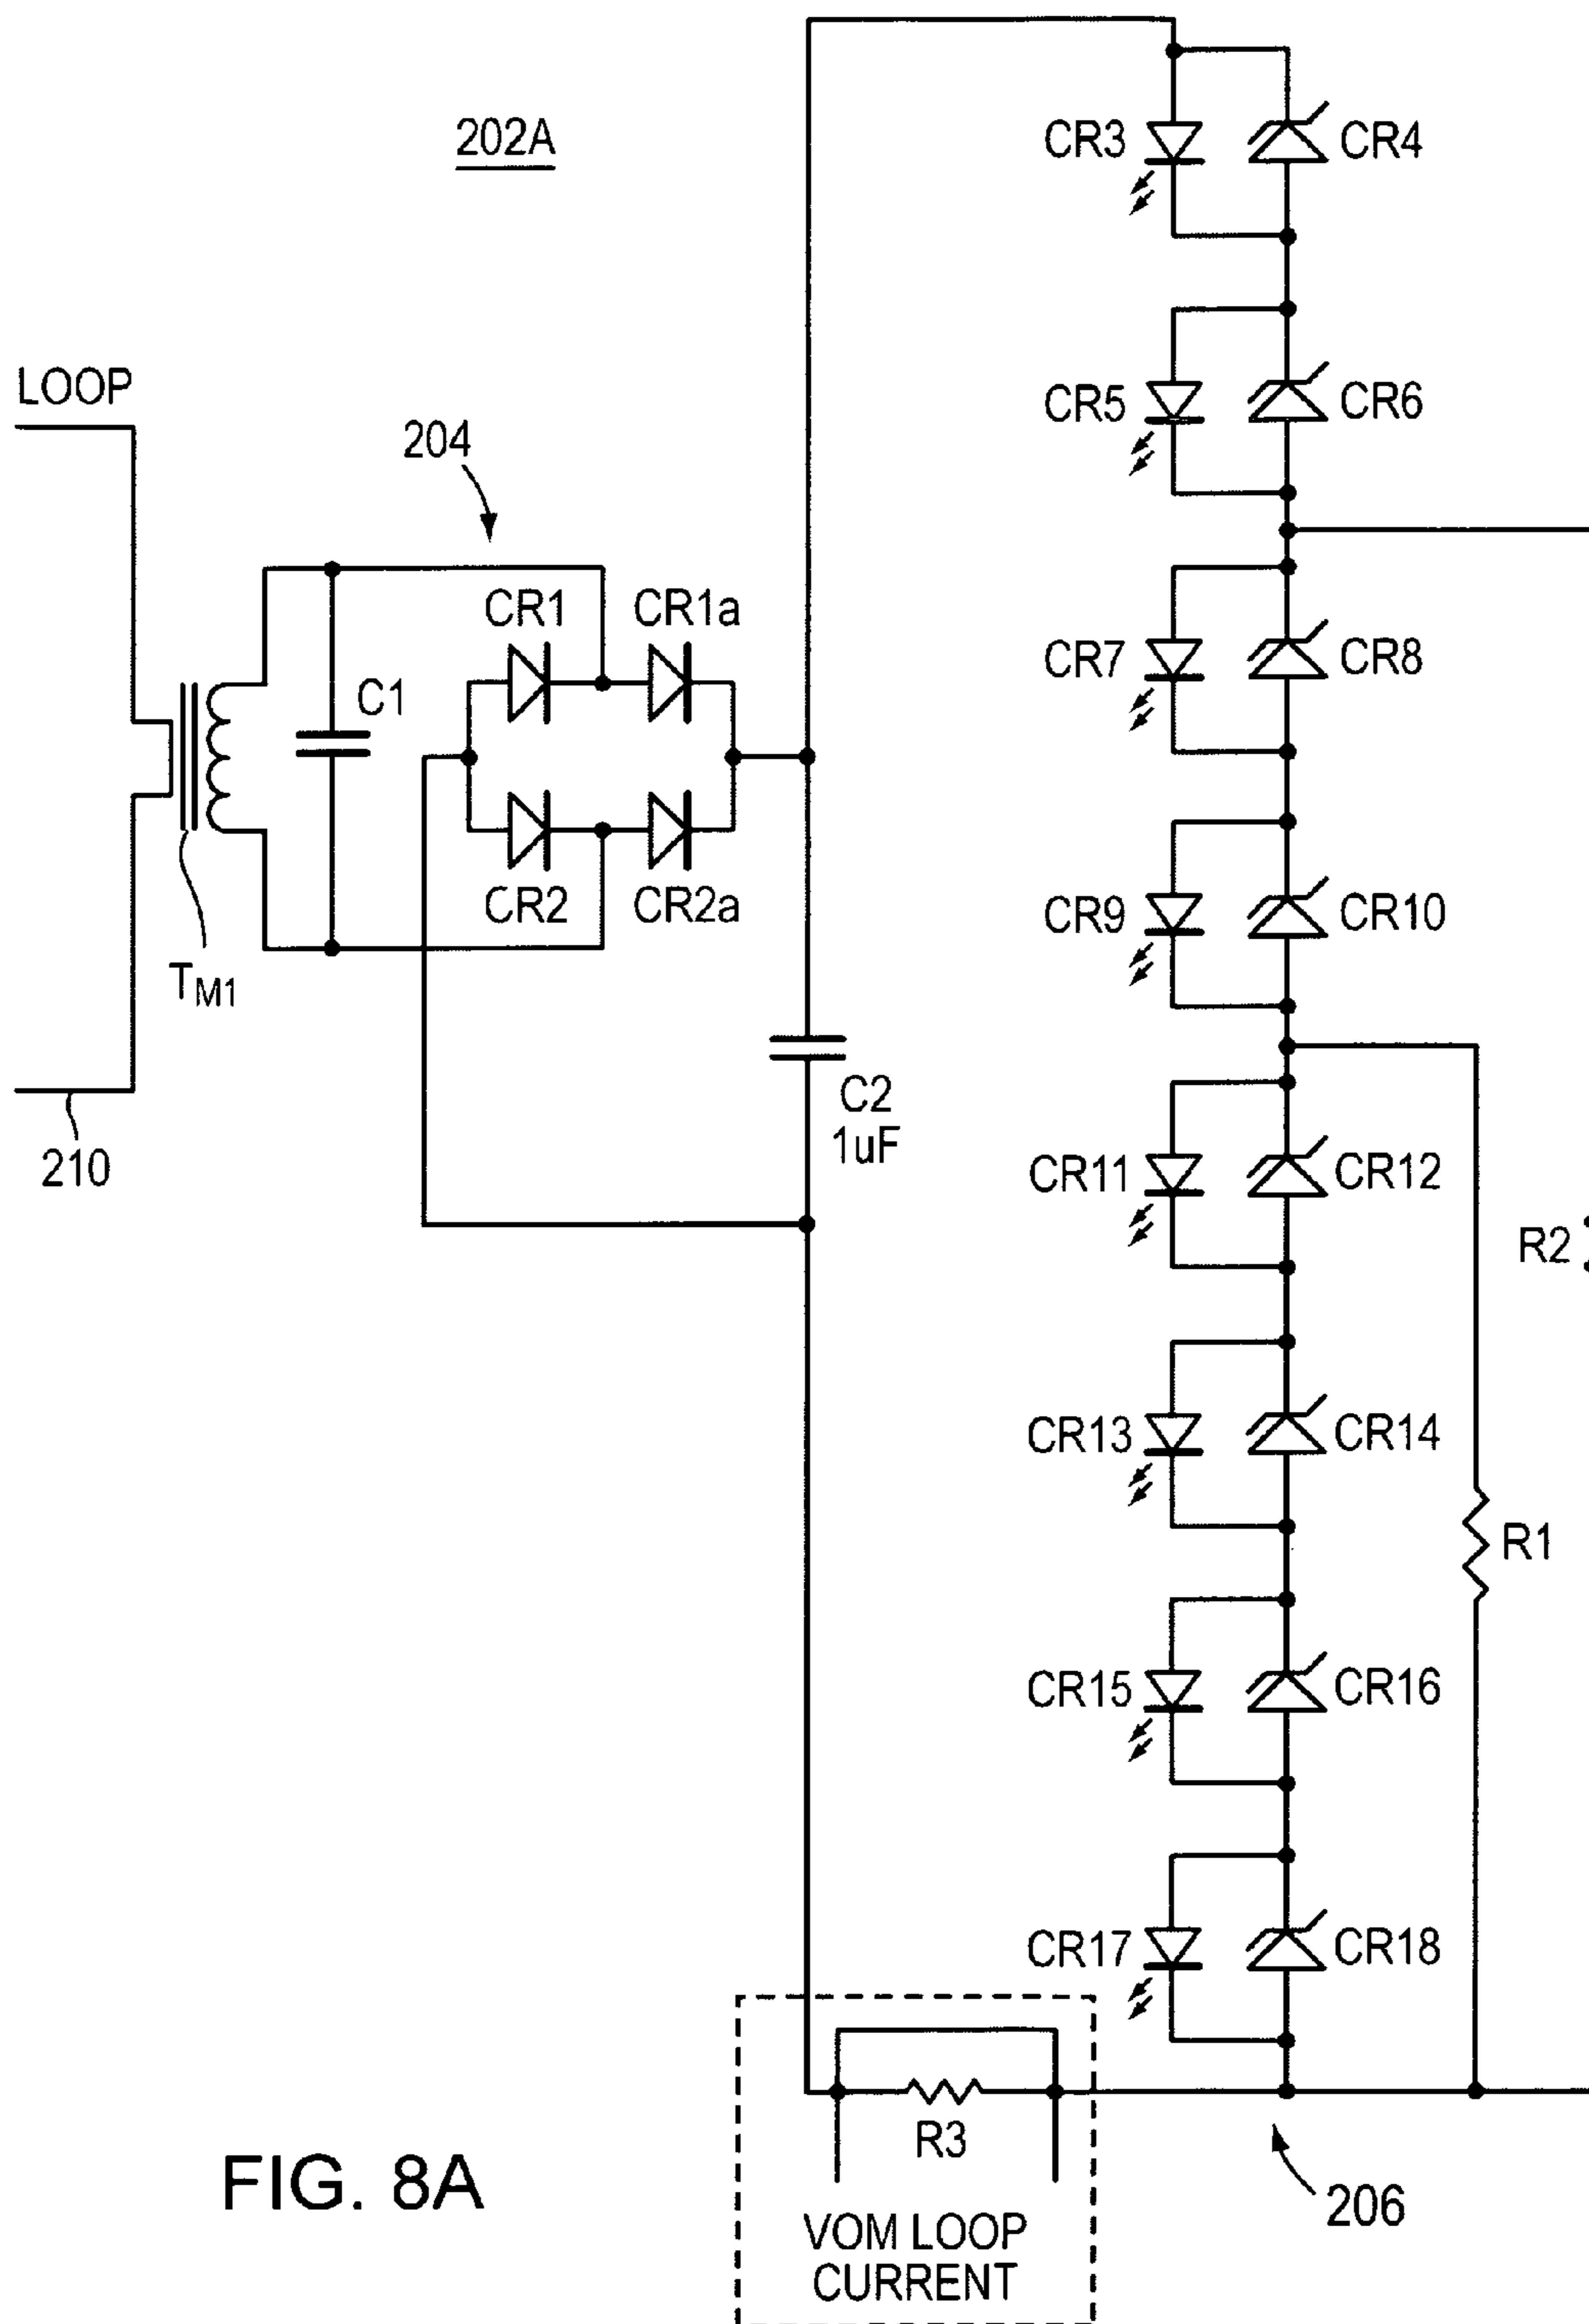 202A
CR3
CR4
LOOP
204
CR5
CR6
CR1
CR1a
C1
CR7
CR8
CR2
CR2a
TM1
CR9
CR10
C2
1uF
210
CR11
CR12
R2
CR13
CR14
R1
CR15
CR16
CR17
CR18
R3
VOM LOOP
CURRENT
206
FIG. 8A